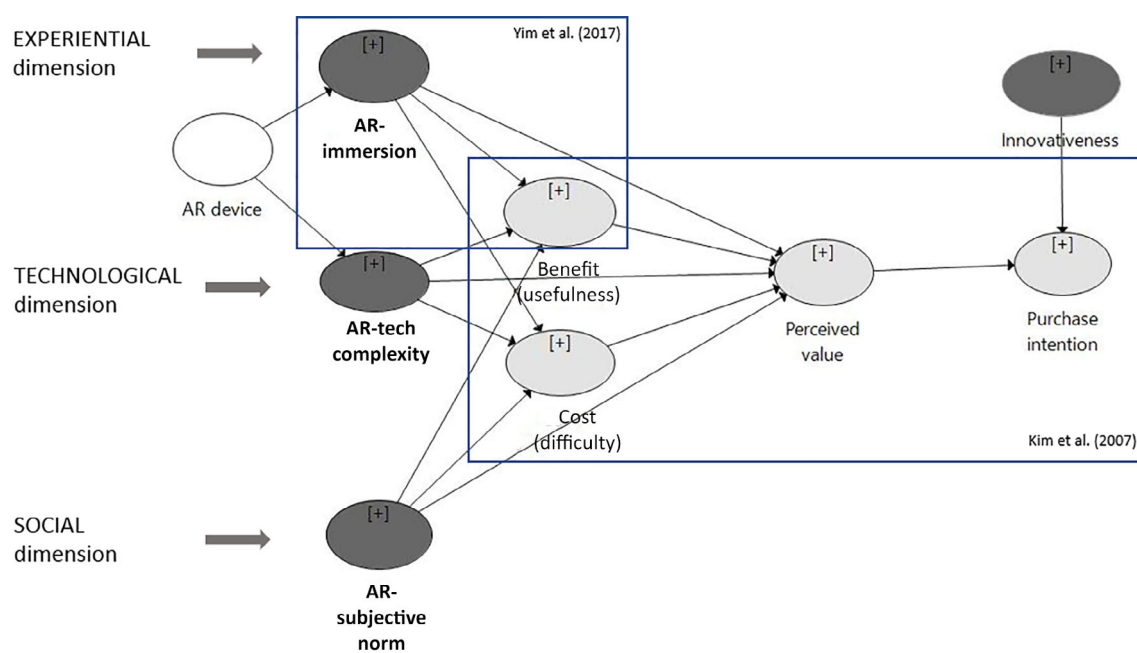 EXPERIENTIAL
dimension
Yim et al. (2017)
[+]
AR-
immersion
[+]
Innovativeness
AR device
[+]
TECHNOLOGICAL
dimension
[+]
AR-tech
complexity
Benefit
(usefulness)
[+]
Perceived
value
[+]
Purchase
intention
[+]
Cost
(difficulty)
Kim et al. (2007)
SOCIAL
dimension
[+]
AR-
subjective
norm